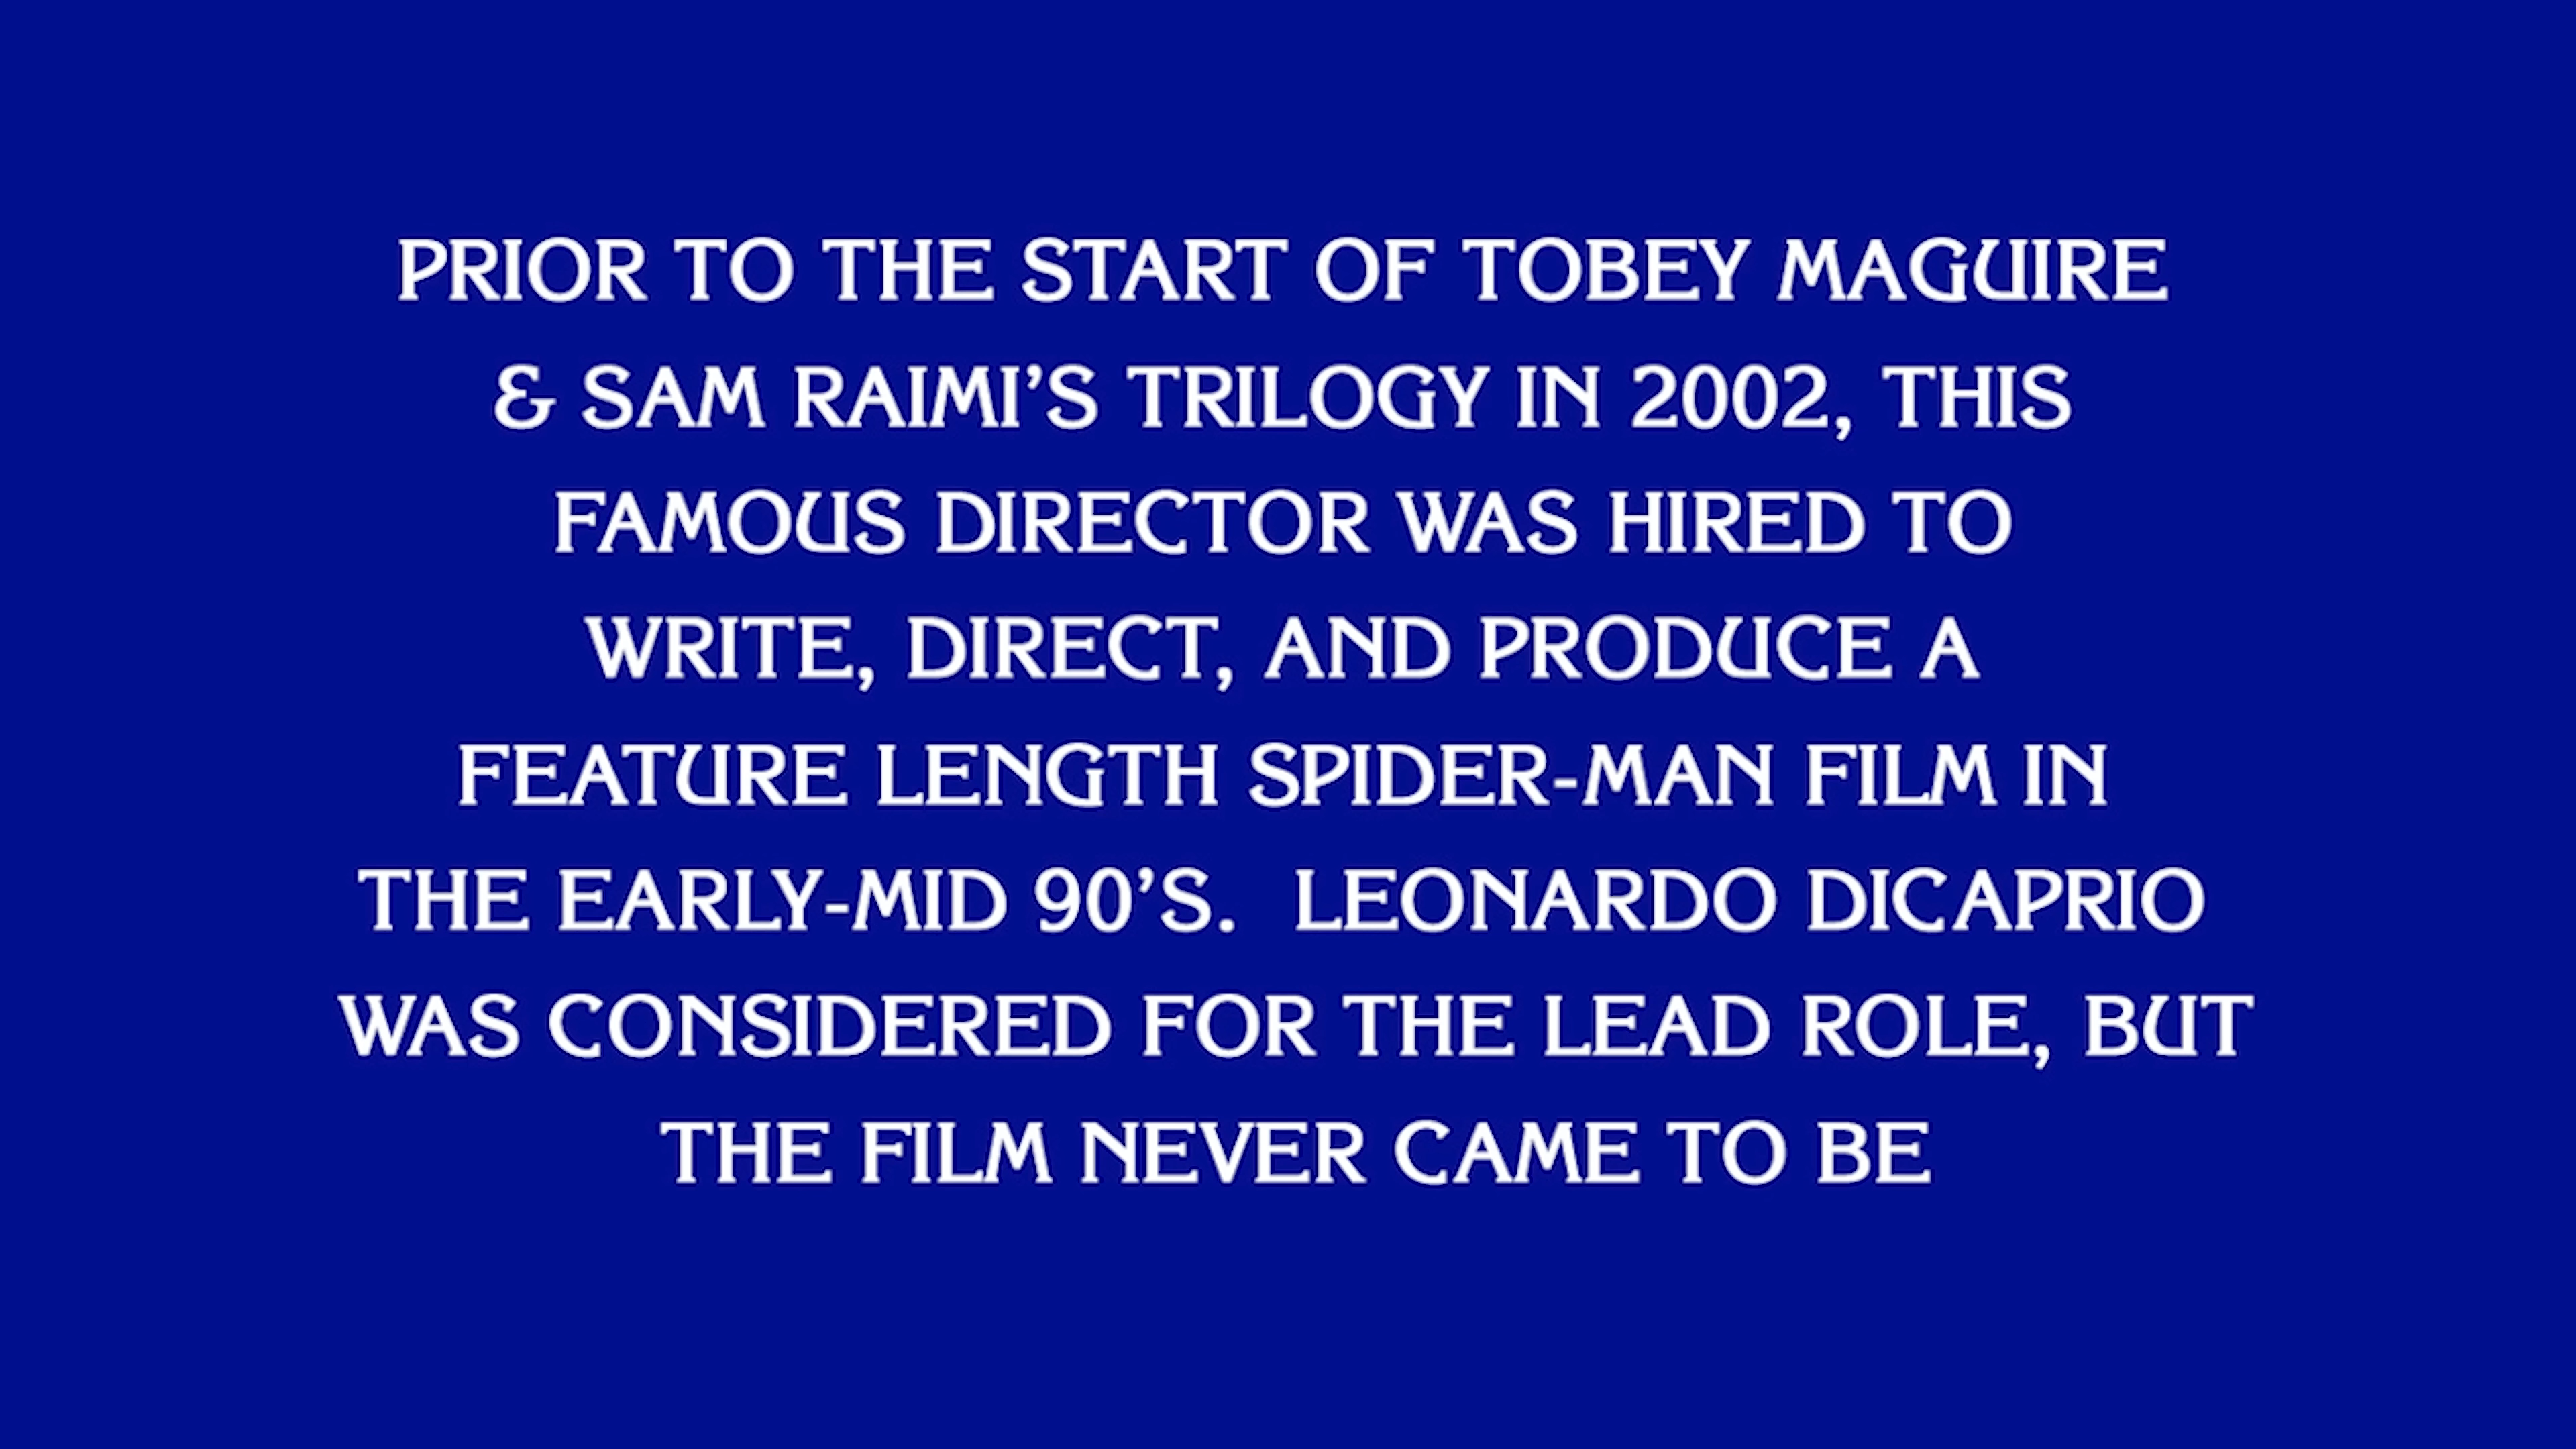 PRIOR TO THE START OF TOBEY MAGUIRE
& SAM RAIMI'S TRILOGY IN 2002, THIS
FAMOUS DIRECTOR WAS HIRED TO
WRITE, DIRECT, AND PRODUCE A
FEATURE LENGTH SPIDER-MAN FILM IN
THE EARLY-MID 90'S.  LEONARDO DICAPRIO
WAS CONSIDERED FOR THE LEAD ROLE, BUT
THE FILM NEVER CAME TO BE